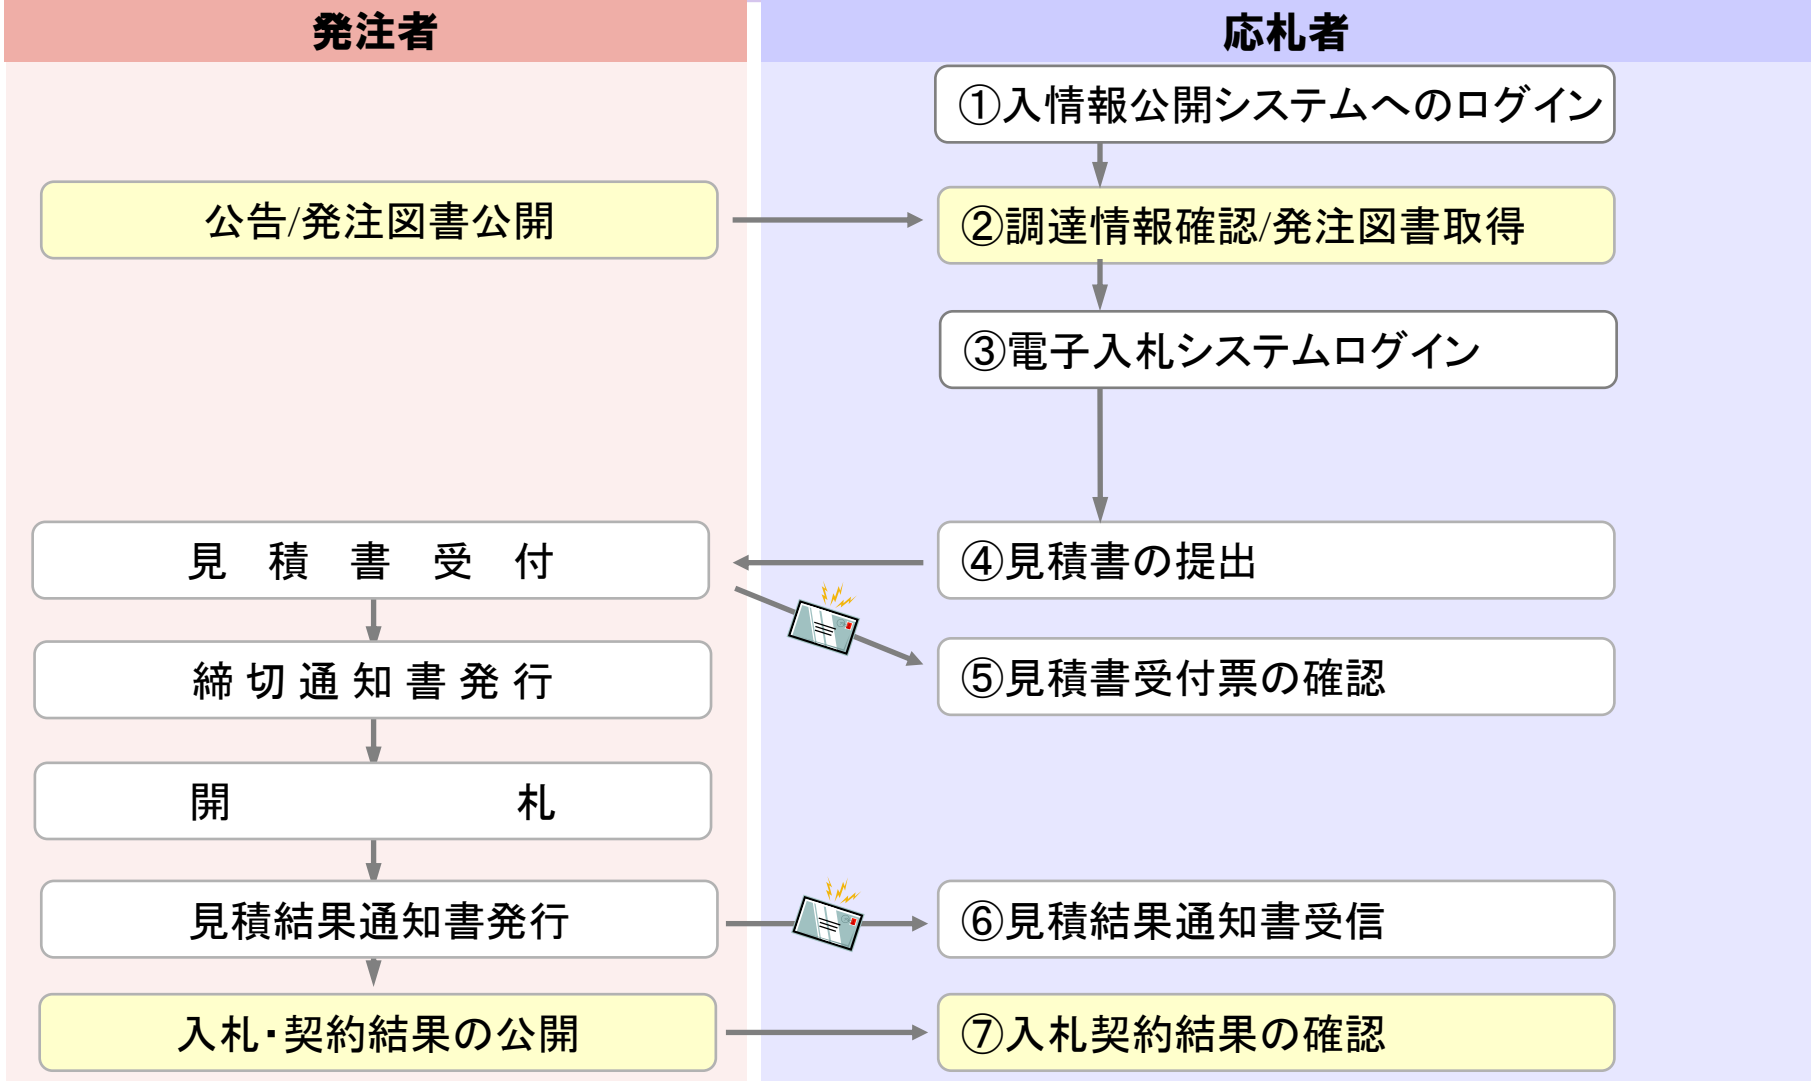 発注者
応札者
①入情報公開システムへのログイン
公告/発注図書公開
②調達情報確認/発注図書取得
③電子入札システムログイン
見 積 書 受 付
④見積書の提出
締切通知書発行
⑤見積書受付票の確認
開 札
見積結果通知書発行
⑥見積結果通知書受信
入札・契約結果の公開
⑦入札契約結果の確認